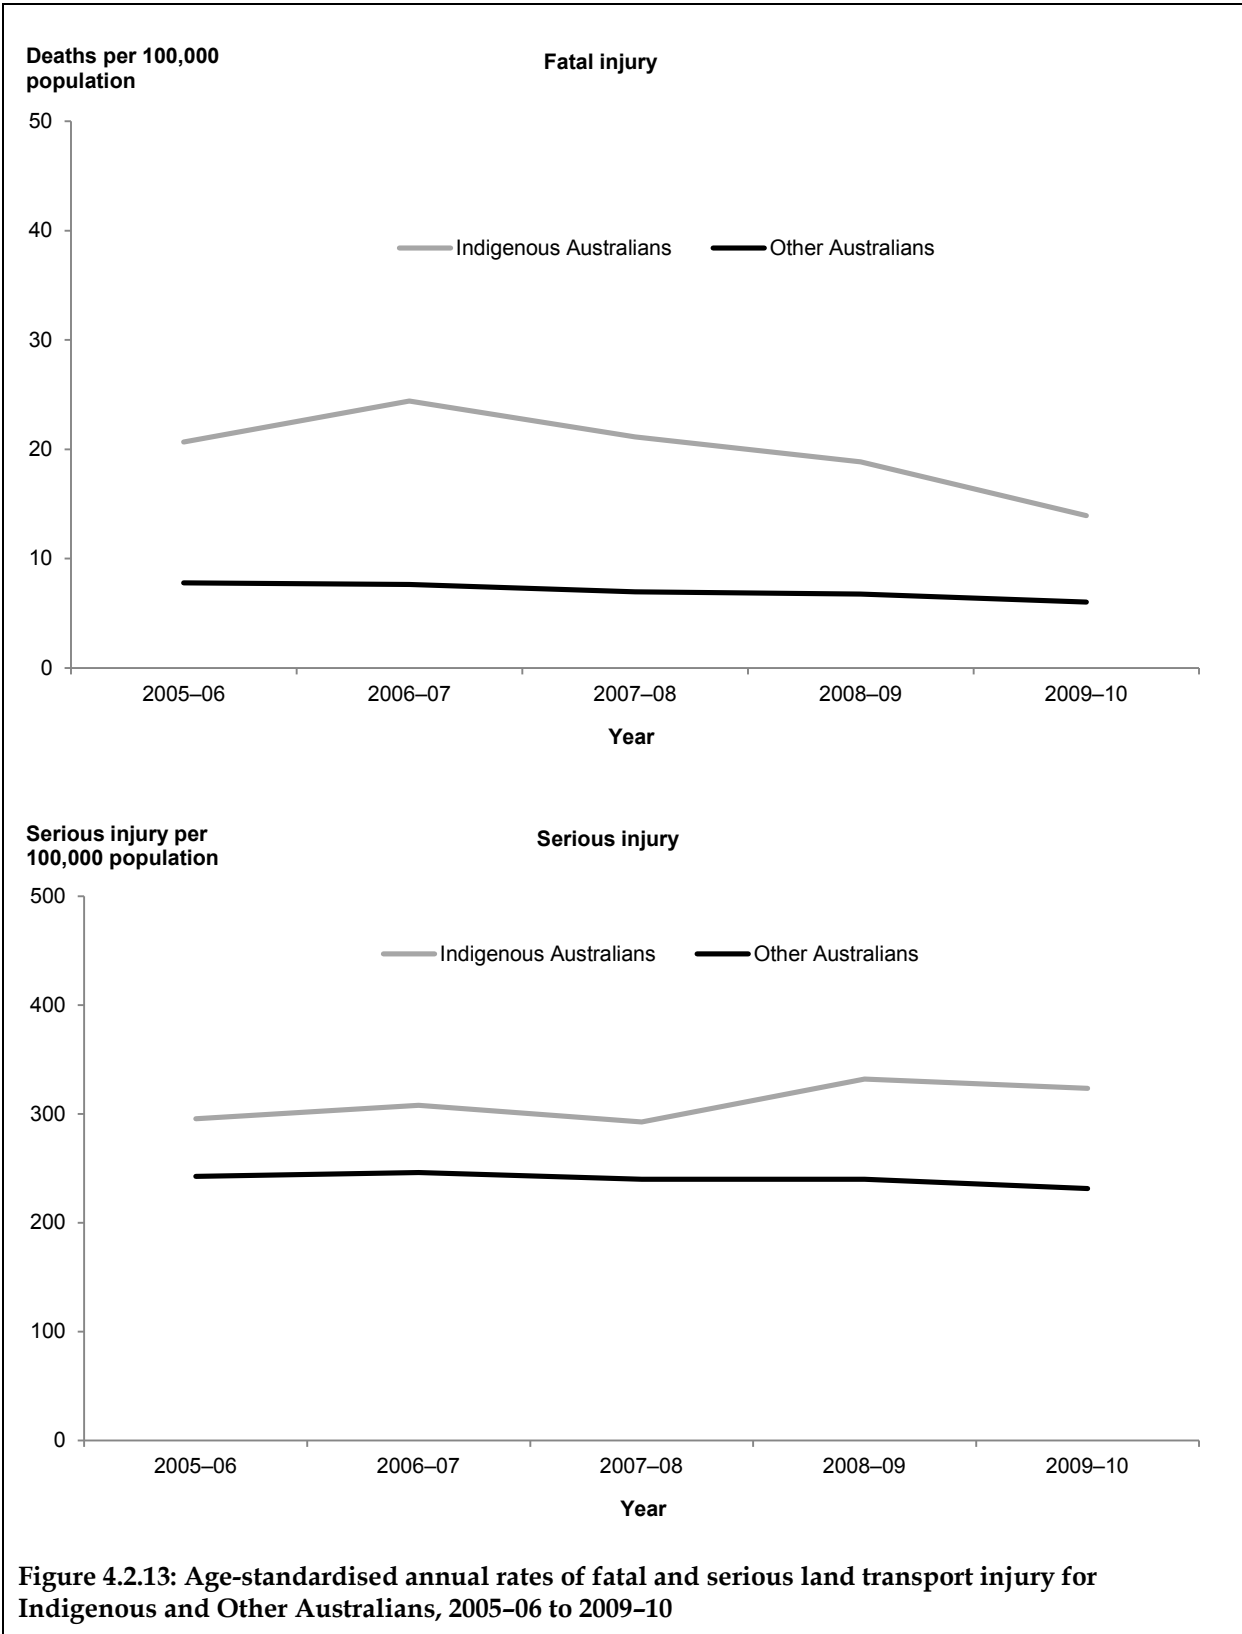 Deaths per 100,000
population
Fatal injury
50
40
Indigenous Australians Other Australians
30
20
10
0
2005–06 2006–07 2007–08 2008–09 2009–10
Year
Serious injury per
100,000 population
Serious injury
500
Indigenous Australians Other Australians
400
300
200
100
0
2005–06 2006–07 2007–08 2008–09 2009–10
Year
Figure 4.2.13: Age-standardised annual rates of fatal and serious land transport injury for
Indigenous and Other Australians, 2005–06 to 2009–10